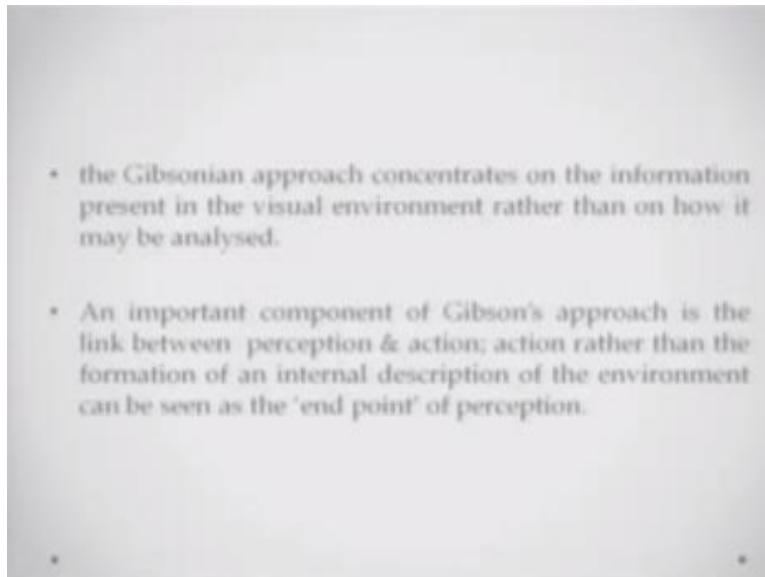 • the Gibsonian approach concentrates on the information
present in the visual environment rather than on how it
may be analysed.
• An important component of Gibson's approach is the
link between perception & action; action rather than the
formation of an internal description of the environment
can be seen as the 'end point' of perception.